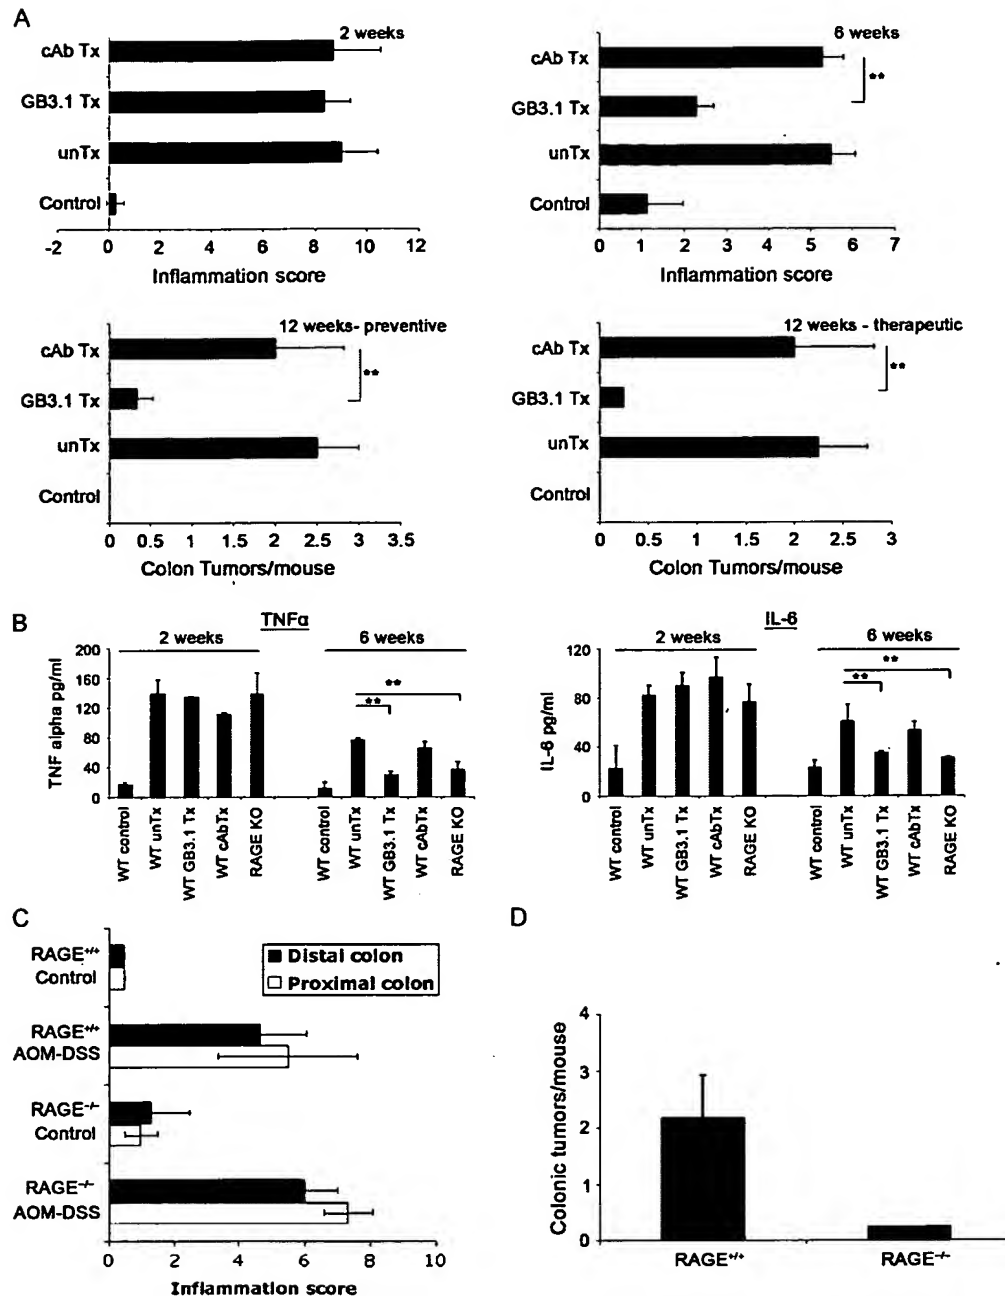 A
2 weeks
cAb Tx
GB3.1 Tx
unTx
Control
-2 0 2 4 6 8 10 12
Inflammation score
6 weeks
cAb Tx
**
GB3.1 Tx
unTx
Control
0 1 2 3 4 5 6 7
Inflammation score
12 weeks- preventive
cAb Tx
**
GB3.1 Tx
unTx
Control
0 0.5 1 1.5 2 2.5 3 3.5
Colon Tumors/mouse
12 weeks - therapeutic
cAb Tx
**
GB3.1 Tx
unTx
Control
0 0.5 1 1.5 2 2.5 3
Colon Tumors/mouse
B
TNFα
2 weeks
6 weeks
TNF alpha pg/ml
200
160
120
80
40
0
**
**
WT control
WT unTx
WT GB3.1 Tx
WT cAbTx
RAGE KO
WT control
WT unTx
WT GB3.1 Tx
WT cAbTx
RAGE KO
IL-6
2 weeks
6 weeks
IL-6 pg/ml
120
80
40
0
**
**
WT control
WT unTx
WT GB3.1 Tx
WT cAbTx
RAGE KO
WT control
WT unTx
WT GB3.1 Tx
WT cAbTx
RAGE KO
C
Distal colon
Proximal colon
RAGE+/+
Control
RAGE+/+
AOM-DSS
RAGE-/-
Control
RAGE-/-
AOM-DSS
0 2 4 6 8 10
Inflammation score
D
Colonic tumors/mouse
4
3
2
1
0
RAGE+/+
RAGE-/-